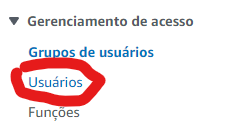 Gerenciamento de acesso
Grupos de usuários
Usuários
Funções